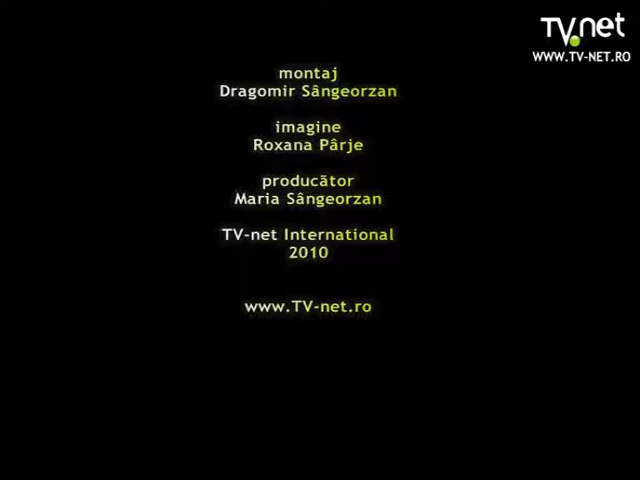 TV.net
WWW.TV-NET.RO
montaj
Dragomir Sângeorzan
imagine
Roxana Pârje
producãtor
Maria Sângeorzan
TV-net International
2010
www.TV-net.ro